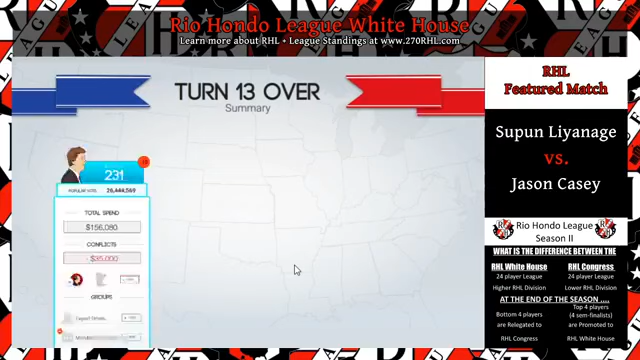 Rio Hondo League White House
Learn more about RHL + League Standings at www.270RHL.com
TURN 13 OVER
Summary
231
POPULAR VOTE: 26,444,569
TOTAL SPEND
$156,080
CONFLICTS
$35,000
GROUPS
RHL
Featured Match
Supun Liyanage
vs.
Jason Casey
Rio Hondo League
Season II
WHAT IS THE DIFFERENCE BETWEEN THE
RHL White House
RHL Congress
24 player League
24 player League
Higher RHL Division
Lower RHL Division
AT THE END OF THE SEASON ....
Bottom 4 players
are Relegated to
RHL Congress
Top 4 players
(4 semi-finalists)
are Promoted to
RHL White House